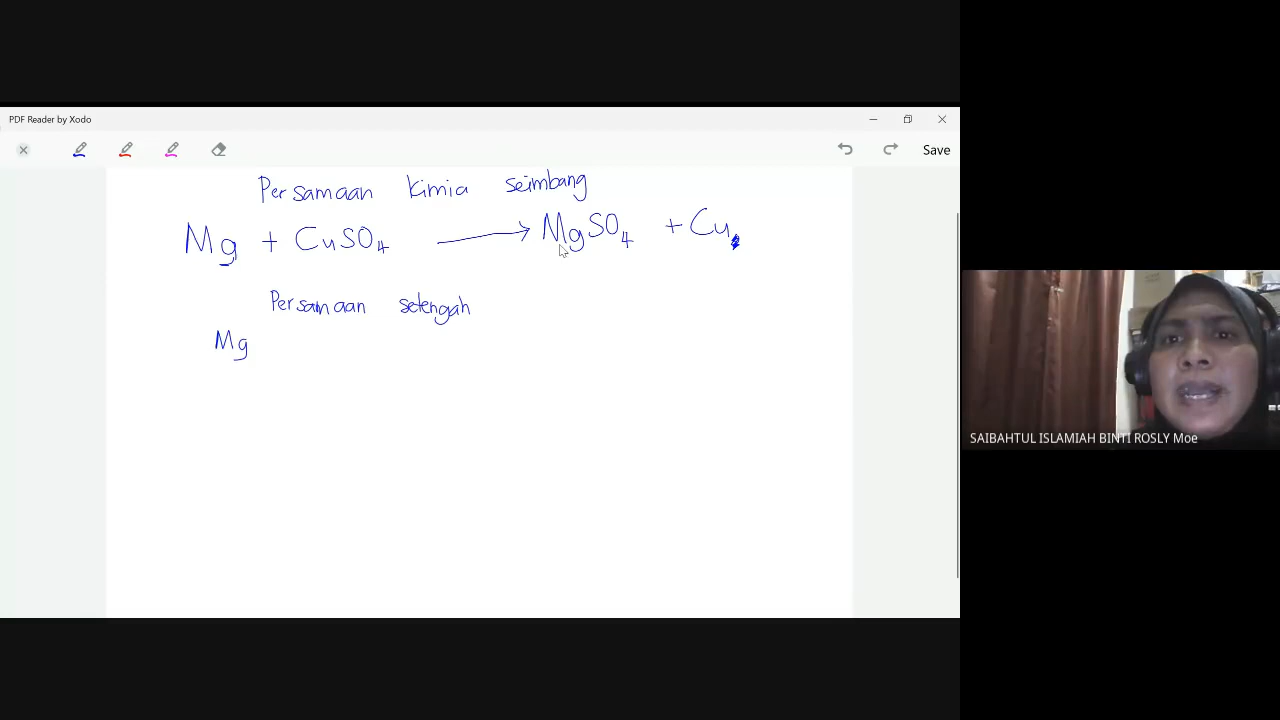 PDF Reader by Xodo
Save
Persamaan kimia seimbang
Mg + CuSO4 → MgSO4 + Cu
Persamaan setengah
Mg
SAIBAHTUL ISLAMIAH BINTI ROSLY Moe